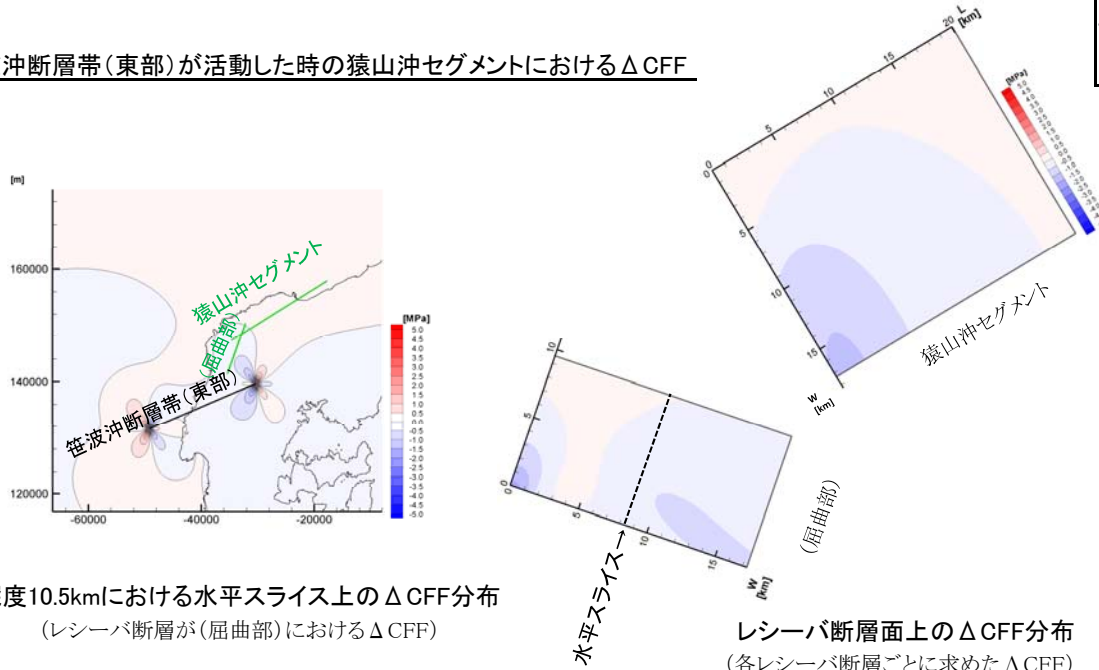 沖断層帯（東部）が活動した時の猿山沖セグメントにおけるΔCFF
[m]
160000
140000
120000
-60000
-40000
-20000
猿山沖セグメント
（屈曲部）
笹波沖断層帯（東部）
[MPa]
5.0
4.5
4.0
3.5
3.0
2.5
2.0
1.5
1.0
0.5
0.0
-0.5
-1.0
-1.5
-2.0
-2.5
-3.0
-3.5
-4.0
-4.5
-5.0
度10.5kmにおける水平スライス上のΔCFF分布
（レシーバ断層が（屈曲部）におけるΔCFF）
0
5
10
15
20
L
[km]
0
5
10
15
W
[km]
[MPa]
猿山沖セグメント
10
5
0
0
5
10
15
W
[km]
（屈曲部）
水平スライス→
レシーバ断層面上のΔCFF分布
（各レシーバ断層ごとに求めたΔCFF）